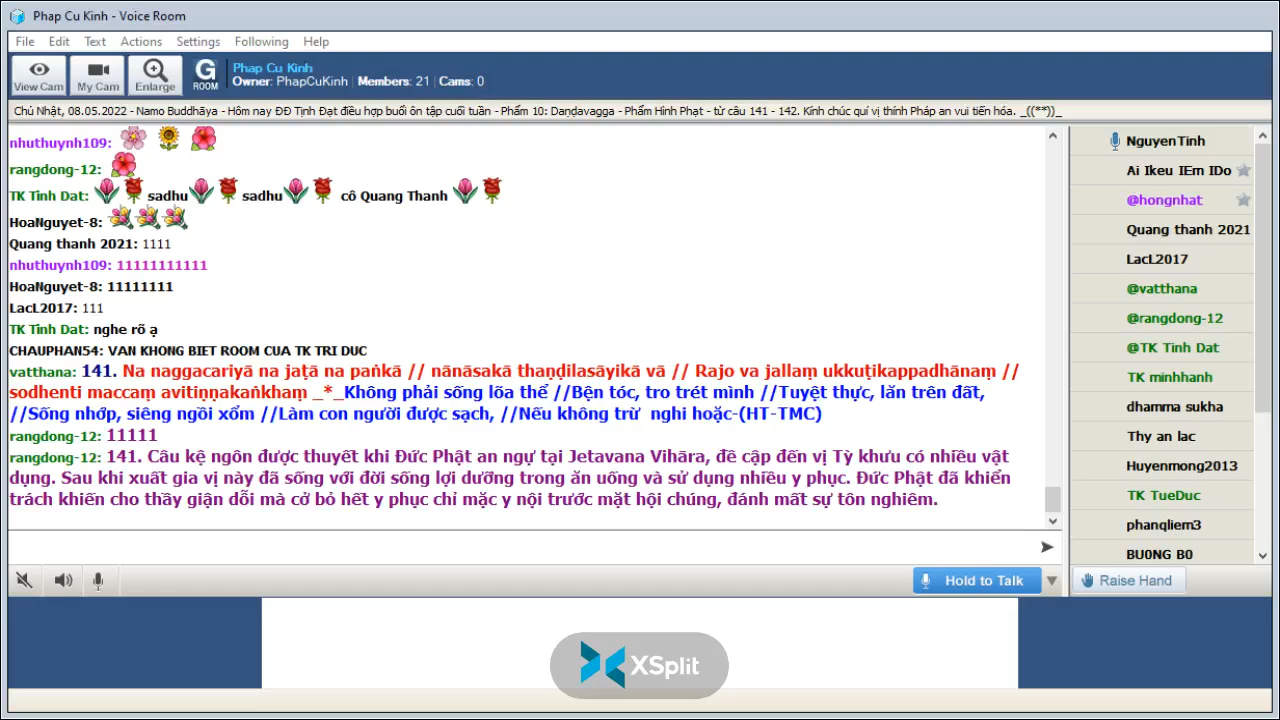 Phap Cu Kinh - Voice Room
File Edit Text Actions Settings Following Help
View Cam My Cam Enlarge G ROOM
Phap Cu Kinh
Owner: PhapCuKinh | Members: 21 | Cams: 0
Chủ Nhật, 08.05.2022 - Namo Buddhāya - Hôm nay ĐĐ Tịnh Đạt điều hợp buổi ôn tập cuối tuần - Phẩm 10: Daṇḍavagga - Phẩm Hình Phạt - từ câu 141 - 142. Kính chúc quí vị thính Pháp an vui tiến hóa. _((**))_
nhuthuynh109:
rangdong-12:
TK Tinh Dat: sadhu sadhu cô Quang Thanh
HoaNguyet-8:
Quang thanh 2021: 1111
nhuthuynh109: 11111111111
HoaNguyet-8: 11111111
LacL2017: 111
TK Tinh Dat: nghe rõ ạ
CHAUPHAN54: VAN KHONG BIET ROOM CUA TK TRI DUC
vatthana: 141. Na naggacariyā na jaṭā na paṅkā // nānāsakā thaṇḍilasāyikā vā // Rajo va jallaṃ ukkuṭikappadhānaṃ //
sodhenti maccaṃ avitiṇṇakaṅkhaṃ _*_Không phải sống lõa thể //Bện tóc, tro trét mình //Tuyệt thực, lăn trên đất,
//Sống nhớp, siêng ngồi xổm //Làm con người được sạch, //Nếu không trừ nghi hoặc-(HT-TMC)
rangdong-12: 11111
rangdong-12: 141. Câu kệ ngôn được thuyết khi Đức Phật an ngự tại Jetavana Vihāra, đề cập đến vị Tỳ khưu có nhiều vật
dụng. Sau khi xuất gia vị này đã sống với đời sống lợi dưỡng trong ăn uống và sử dụng nhiều y phục. Đức Phật đã khiển
trách khiến cho thầy giận dỗi mà cở bỏ hết y phục chỉ mặc y nội trước mặt hội chúng, đánh mất sự tôn nghiêm.
NguyenTinh
Ai Ikeu IEm IDo
@hongnhat
Quang thanh 2021
LacL2017
@vatthana
@rangdong-12
@TK Tinh Dat
TK minhhanh
dhamma sukha
Thy an lac
Huyenmong2013
TK TueDuc
phanqliem3
BU0NG B0
Hold to Talk
Raise Hand
XSplit